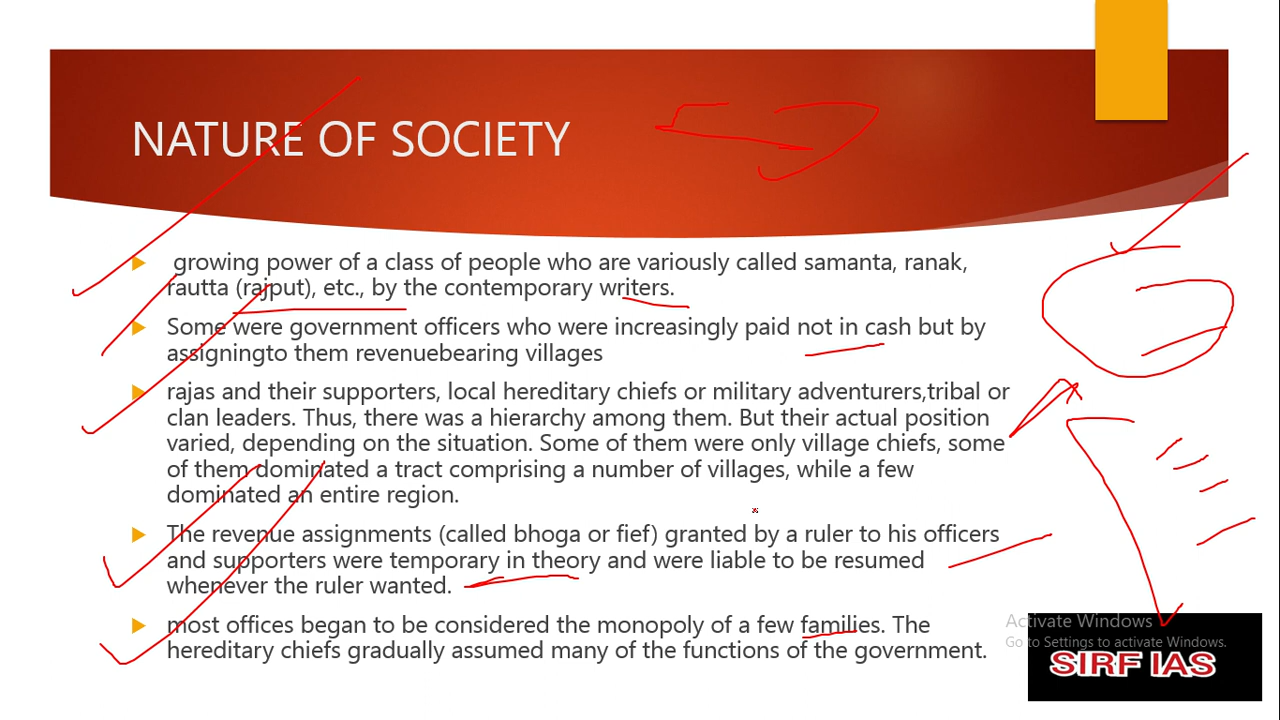 NATURE OF SOCIETY
growing power of a class of people who are variously called samanta, ranak,
rautta (rajput), etc., by the contemporary writers.
Some were government officers who were increasingly paid not in cash but by
assigningto them revenuebearing villages
rajas and their supporters, local hereditary chiefs or military adventurers,tribal or
clan leaders. Thus, there was a hierarchy among them. But their actual position
varied, depending on the situation. Some of them were only village chiefs, some
of them dominated a tract comprising a number of villages, while a few
dominated an entire region.
The revenue assignments (called bhoga or fief) granted by a ruler to his officers
and supporters were temporary in theory and were liable to be resumed
whenever the ruler wanted.
most offices began to be considered the monopoly of a few families. The
hereditary chiefs gradually assumed many of the functions of the government.
Activate Windows
Go to Settings to activate Windows.
SIRF IAS